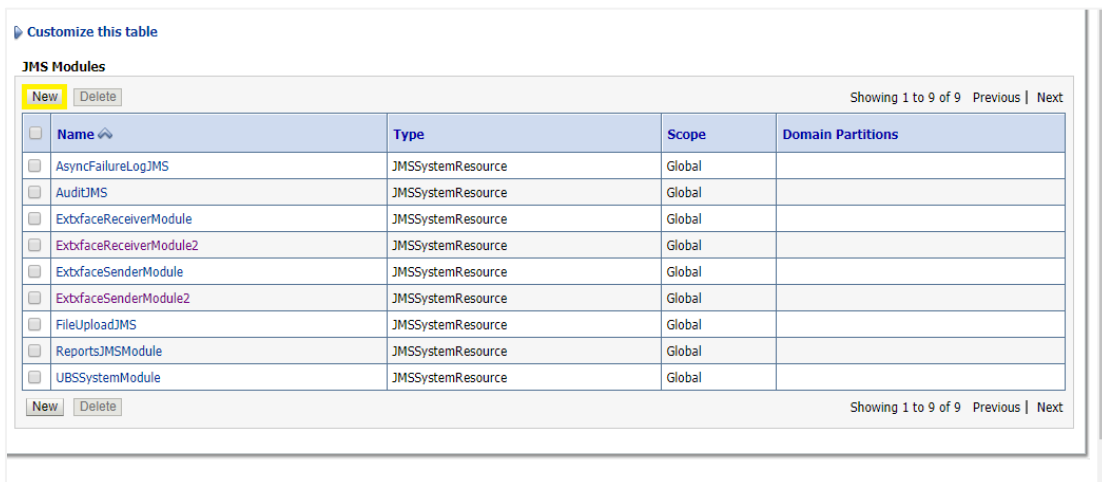 Customize this table
JMS Modules
New Delete Showing 1 to 9 of 9 Previous | Next
Name Type Scope Domain Partitions
AsyncFailureLogJMS JMSSystemResource Global
AuditJMS JMSSystemResource Global
ExtxfaceReceiverModule JMSSystemResource Global
ExtxfaceReceiverModule2 JMSSystemResource Global
ExtxfaceSenderModule JMSSystemResource Global
ExtxfaceSenderModule2 JMSSystemResource Global
FileUploadJMS JMSSystemResource Global
ReportsJMSModule JMSSystemResource Global
UBSSystemModule JMSSystemResource Global
New Delete Showing 1 to 9 of 9 Previous | Next